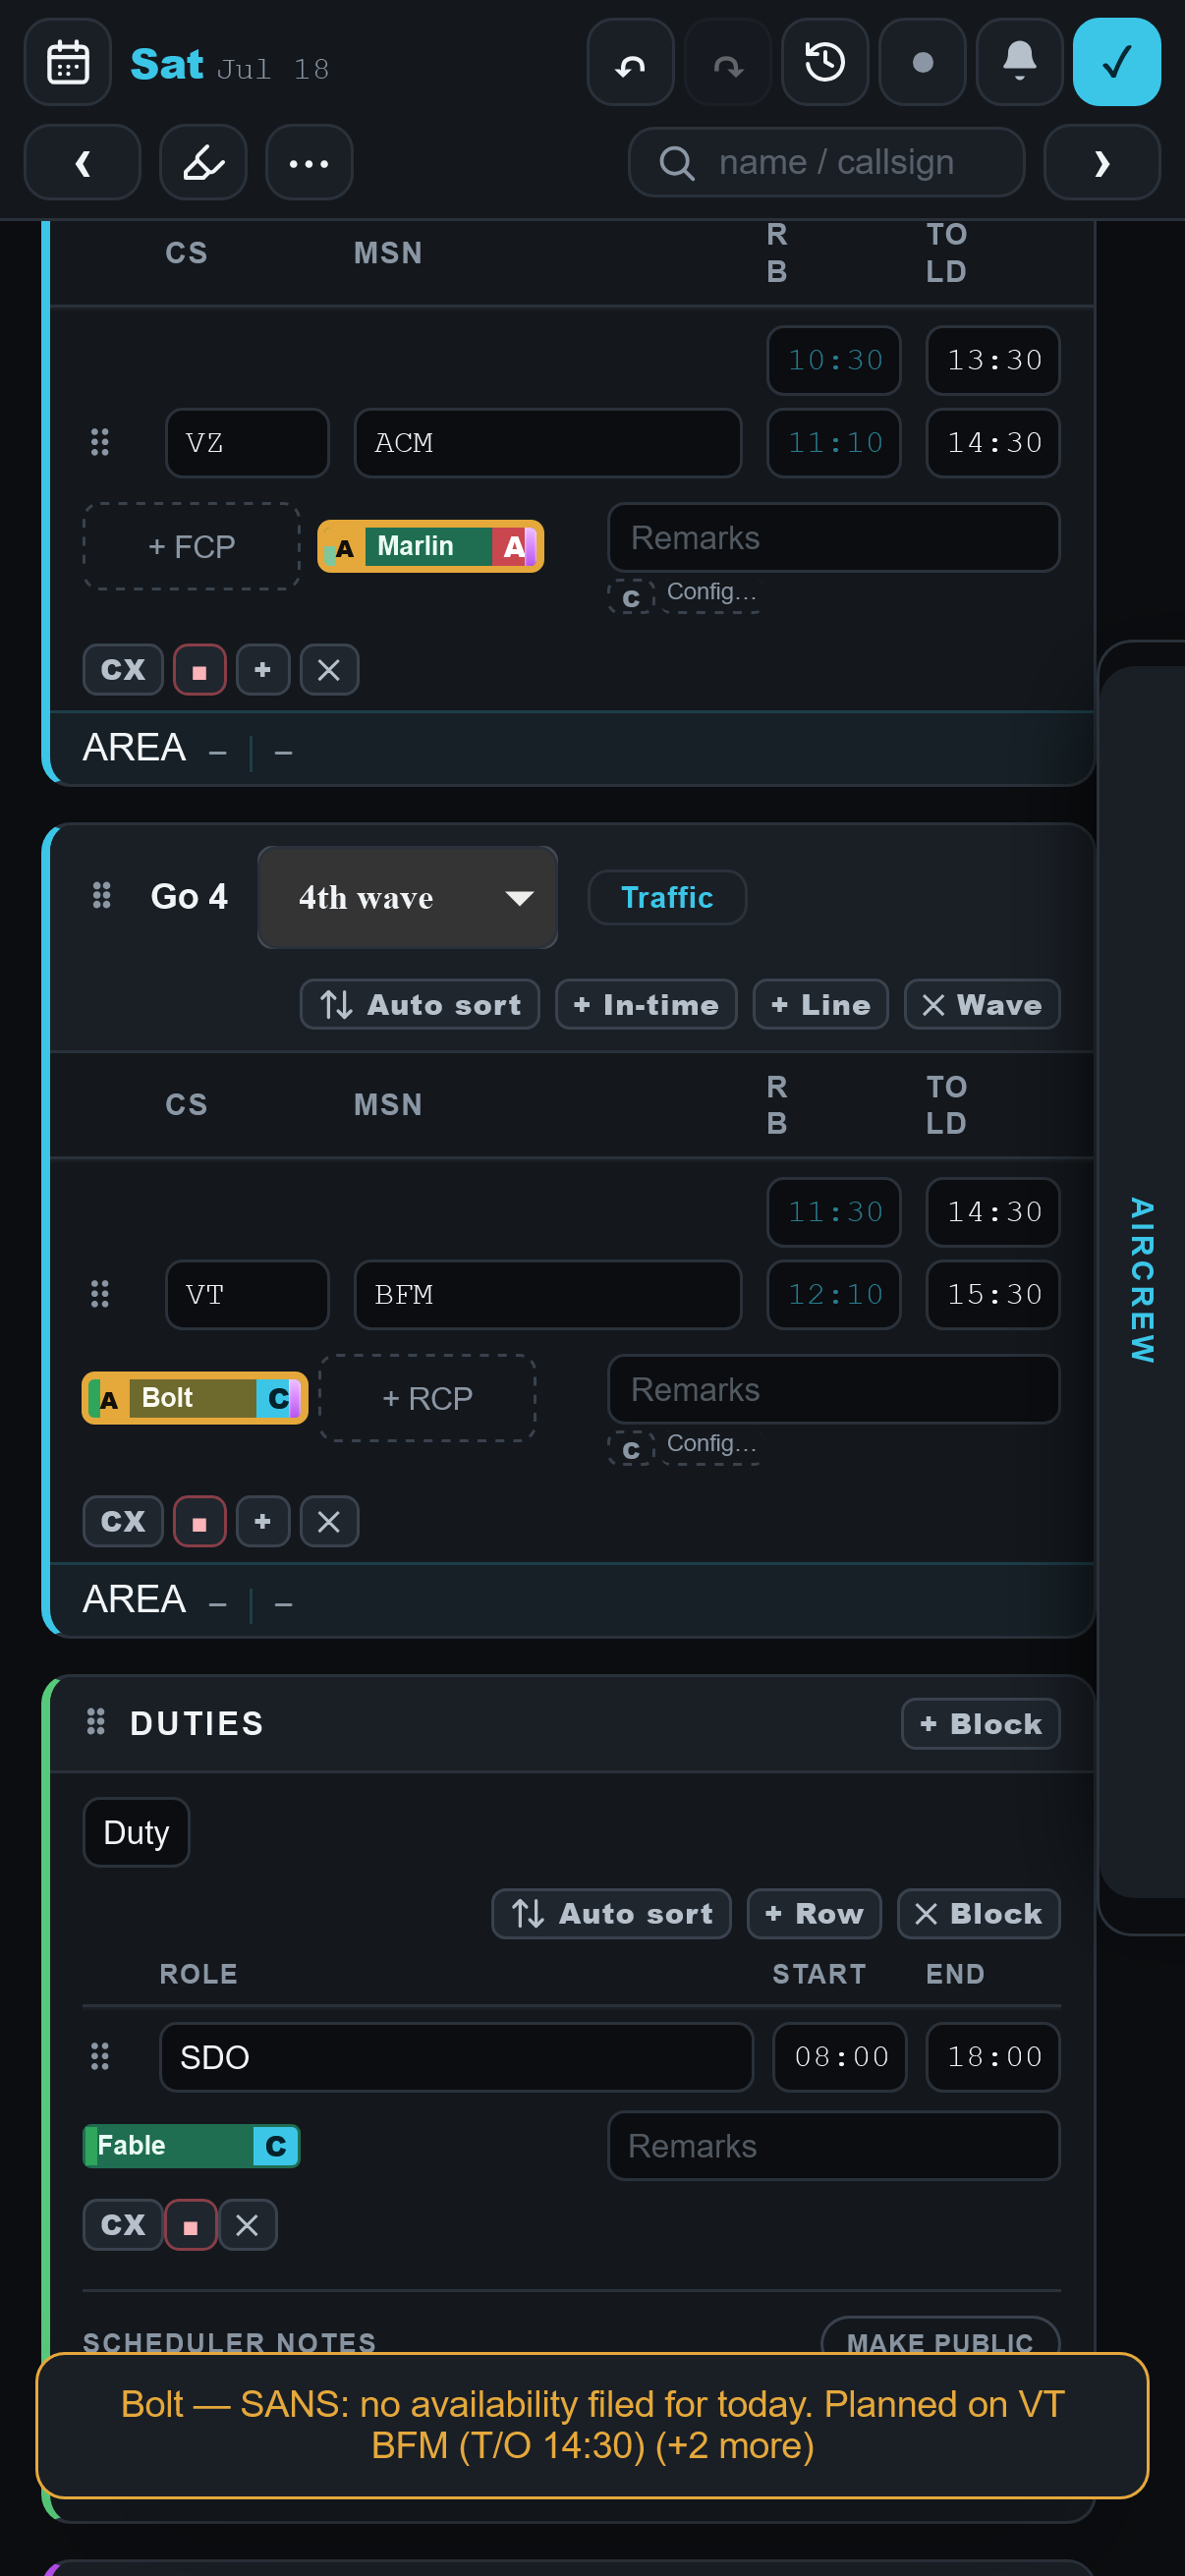 Sat Jul 18
name / callsign
CS MSN R B TO LD
10:30 13:30
VZ ACM 11:10 14:30
+ FCP A Marlin A Remarks
C Config...
CX + ×
AREA – | –
Go 4 4th wave Traffic
Auto sort + In-time + Line × Wave
CS MSN R B TO LD
11:30 14:30
VT BFM 12:10 15:30
A Bolt C + RCP Remarks
C Config...
CX + ×
AREA – | –
DUTIES + Block
Duty
Auto sort + Row × Block
ROLE START END
SDO 08:00 18:00
Fable C Remarks
CX ×
SCHEDULER NOTES MAKE PUBLIC
Bolt — SANS: no availability filed for today. Planned on VT
BFM (T/O 14:30) (+2 more)
AIRCREW